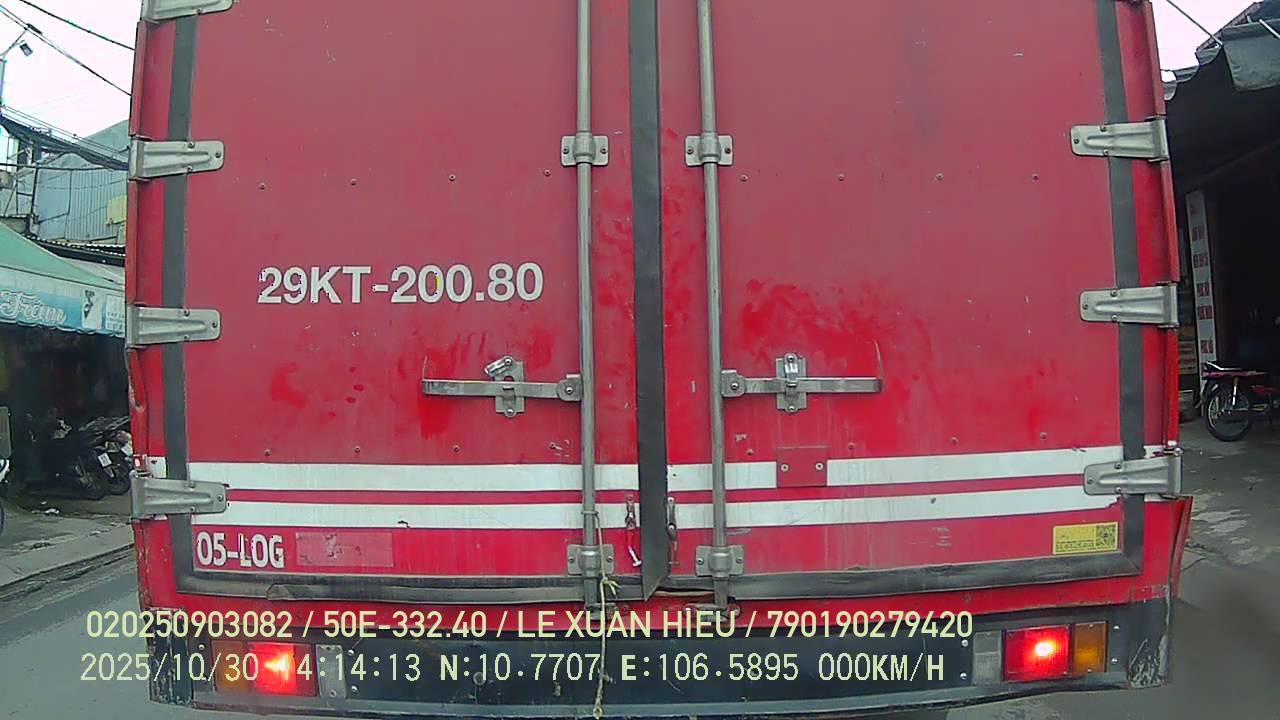 29KT-200.80
Trâm
05-LOG
020250903082 / 50E-332.40 / LE XUAN HIEU / 790190279420
2025/10/30 14:14:13 N:10.7707 E:106.5895 000KM/H